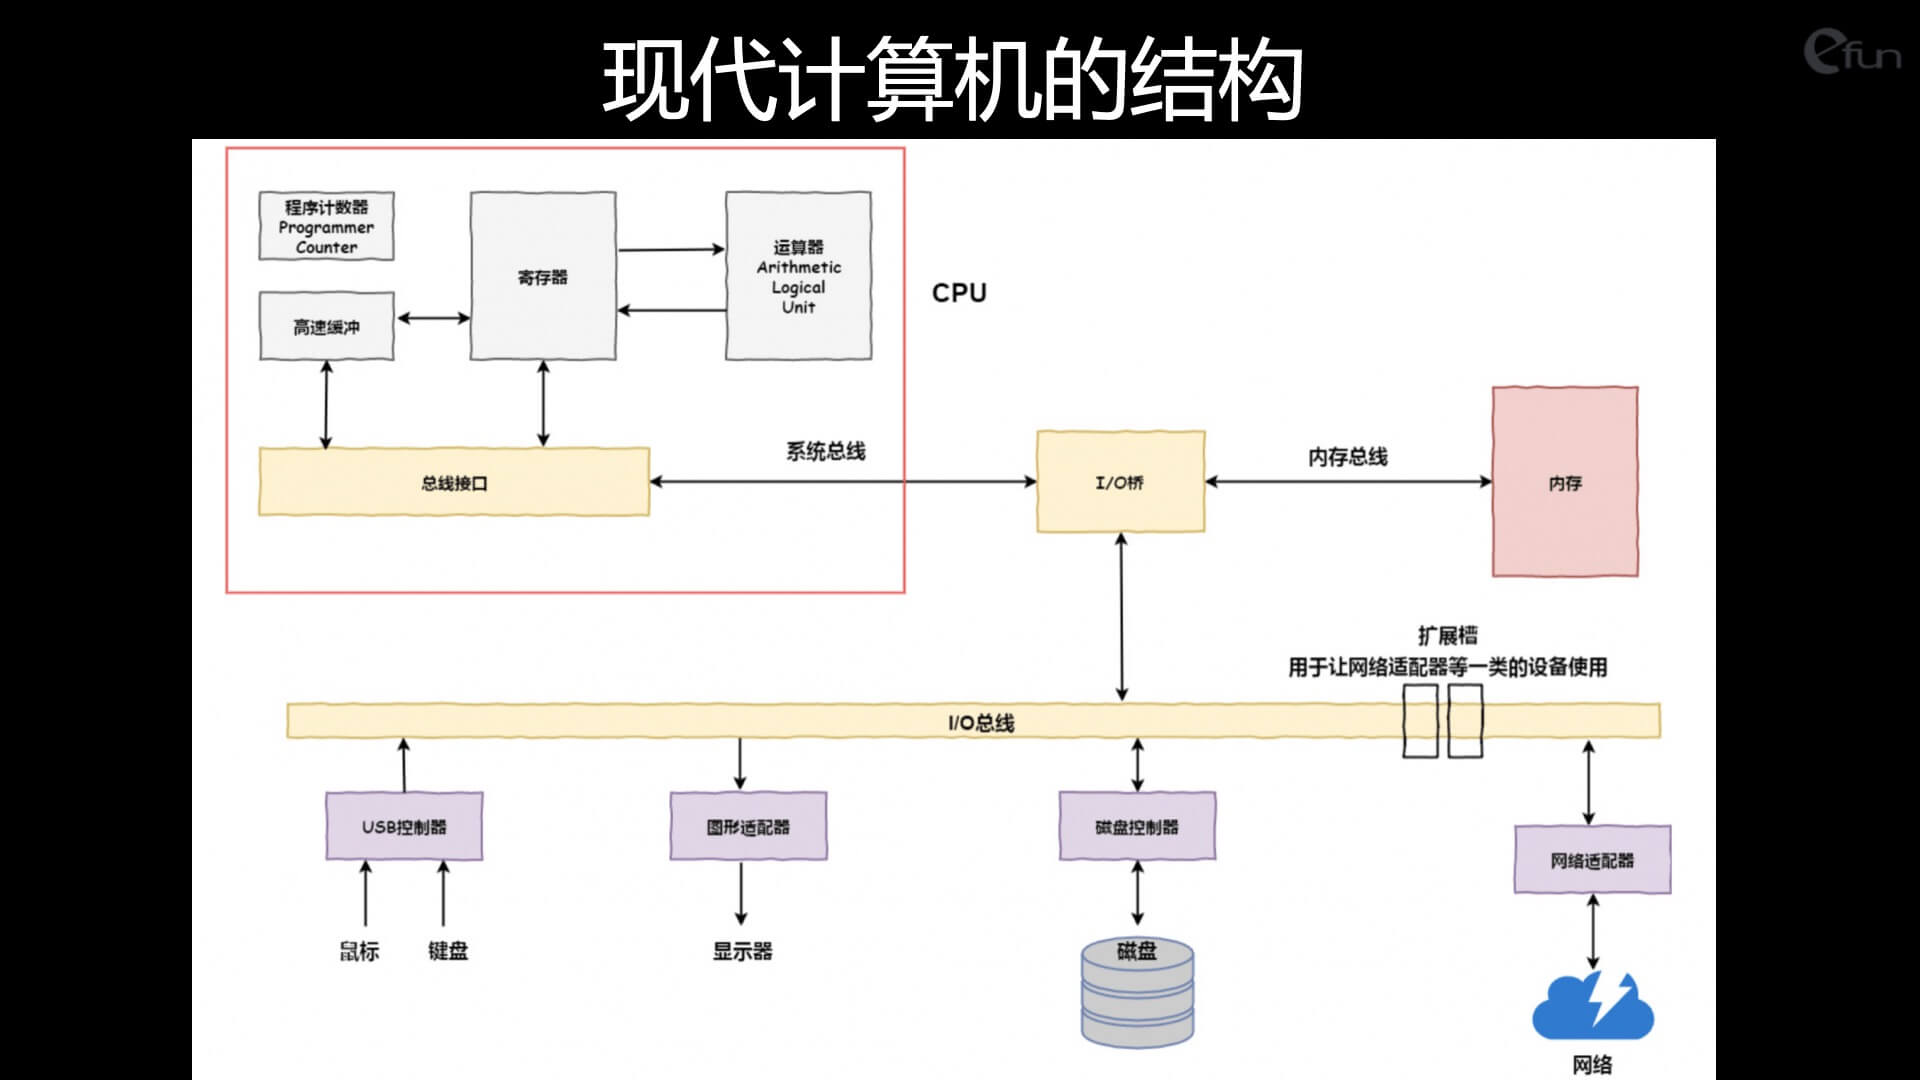 现代计算机的结构
efun
程序计数器
Programmer
Counter
寄存器
运算器
Arithmetic
Logical
Unit
高速缓冲
CPU
总线接口
系统总线
I/O桥
内存总线
内存
扩展槽
用于让网络适配器等一类的设备使用
I/O总线
USB控制器
图形适配器
磁盘控制器
网络适配器
鼠标
键盘
显示器
磁盘
网络